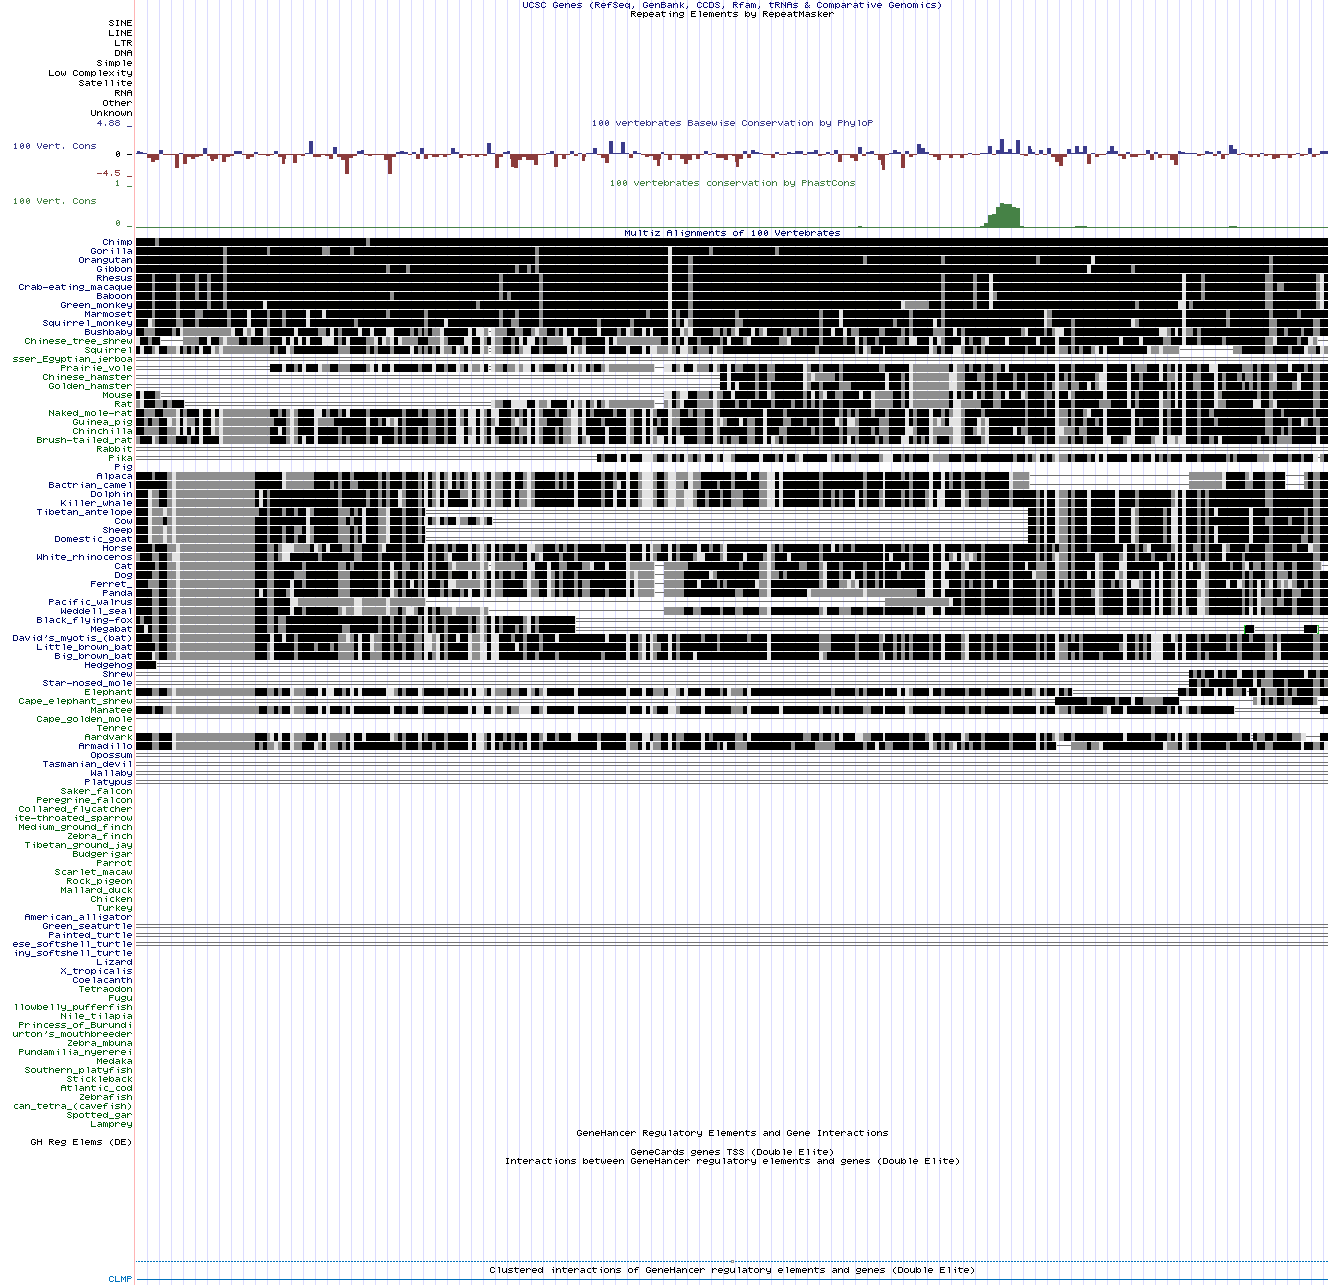 UCSC Genes (RefSeq, GenBank, CCDS, Rfam, tRNAs & Comparative Genomics)
Repeating Elements by RepeatMasker
SINE
LINE
LTR
DNA
Simple
Low Complexity
Satellite
RNA
Other
Unknown
100 vertebrates Basewise Conservation by PhyloP
4.88 _
100 Vert. Cons
0 _
-4.5 _
100 vertebrates conservation by PhastCons
1 _
100 Vert. Cons
0 _
Multiz Alignments of 100 Vertebrates
Chimp
Gorilla
Orangutan
Gibbon
Rhesus
Crab-eating_macaque
Baboon
Green_monkey
Marmoset
Squirrel_monkey
Bushbaby
Chinese_tree_shrew
Squirrel
sser_Egyptian_jerboa
Prairie_vole
Chinese_hamster
Golden_hamster
Mouse
Rat
Naked_mole-rat
Guinea_pig
Chinchilla
Brush-tailed_rat
Rabbit
Pika
Pig
Alpaca
Bactrian_camel
Dolphin
Killer_whale
Tibetan_antelope
Cow
Sheep
Domestic_goat
Horse
White_rhinoceros
Cat
Dog
Ferret_
Panda
Pacific_walrus
Weddell_seal
Black_flying-fox
Megabat
David's_myotis_(bat)
Little_brown_bat
Big_brown_bat
Hedgehog
Shrew
Star-nosed_mole
Elephant
Cape_elephant_shrew
Manatee
Cape_golden_mole
Tenrec
Aardvark
Armadillo
Opossum
Tasmanian_devil
Wallaby
Platypus
Saker_falcon
Peregrine_falcon
Collared_flycatcher
ite-throated_sparrow
Medium_ground_finch
Zebra_finch
Tibetan_ground_jay
Budgerigar
Parrot
Scarlet_macaw
Rock_pigeon
Mallard_duck
Chicken
Turkey
American_alligator
Green_seaturtle
Painted_turtle
ese_softshell_turtle
iny_softshell_turtle
Lizard
X_tropicalis
Coelacanth
Tetraodon
Fugu
llowbelly_pufferfish
Nile_tilapia
Princess_of_Burundi
urton's_mouthbreeder
Zebra_mbuna
Pundamilia_nyererei
Medaka
Southern_platyfish
Stickleback
Atlantic_cod
Zebrafish
can_tetra_(cavefish)
Spotted_gar
Lamprey
GeneHancer Regulatory Elements and Gene Interactions
GH Reg Elems (DE)
GeneCards genes TSS (Double Elite)
Interactions between GeneHancer regulatory elements and genes (Double Elite)
Clustered interactions of GeneHancer regulatory elements and genes (Double Elite)
CLMP